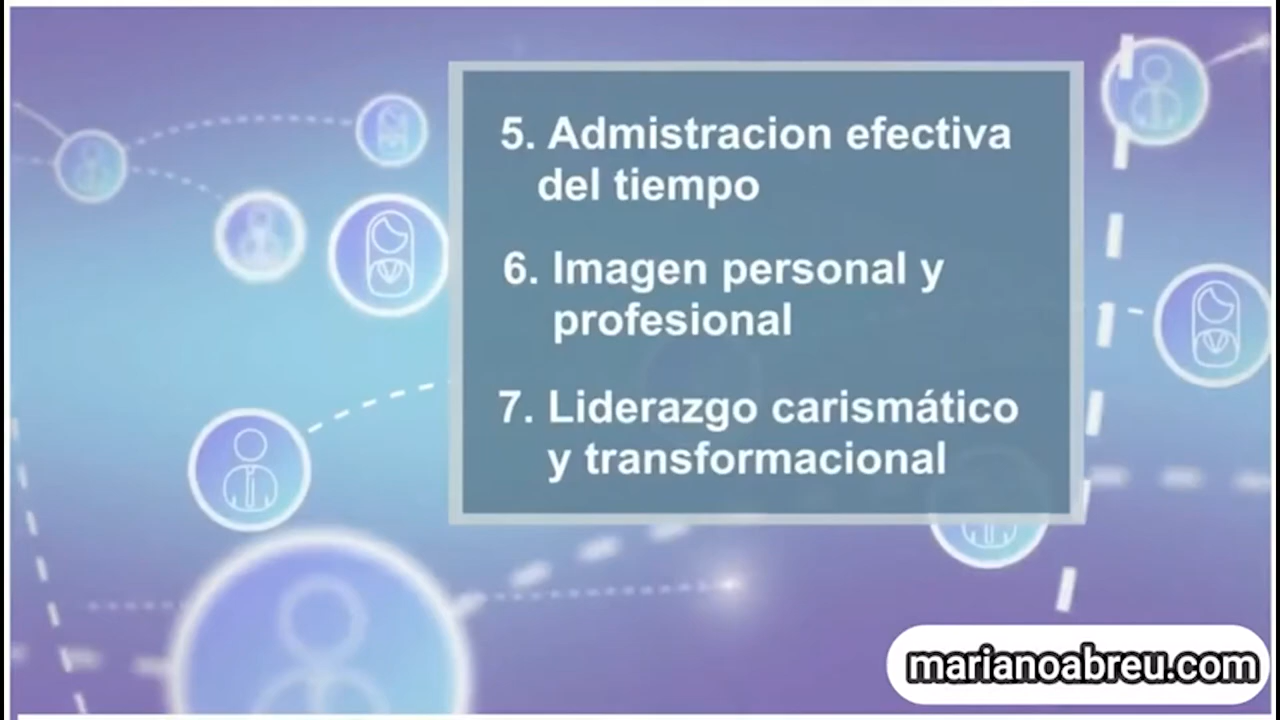 5. Admistracion efectiva
del tiempo
6. Imagen personal y
profesional
7. Liderazgo carismático
y transformacional
marianoabreu.com